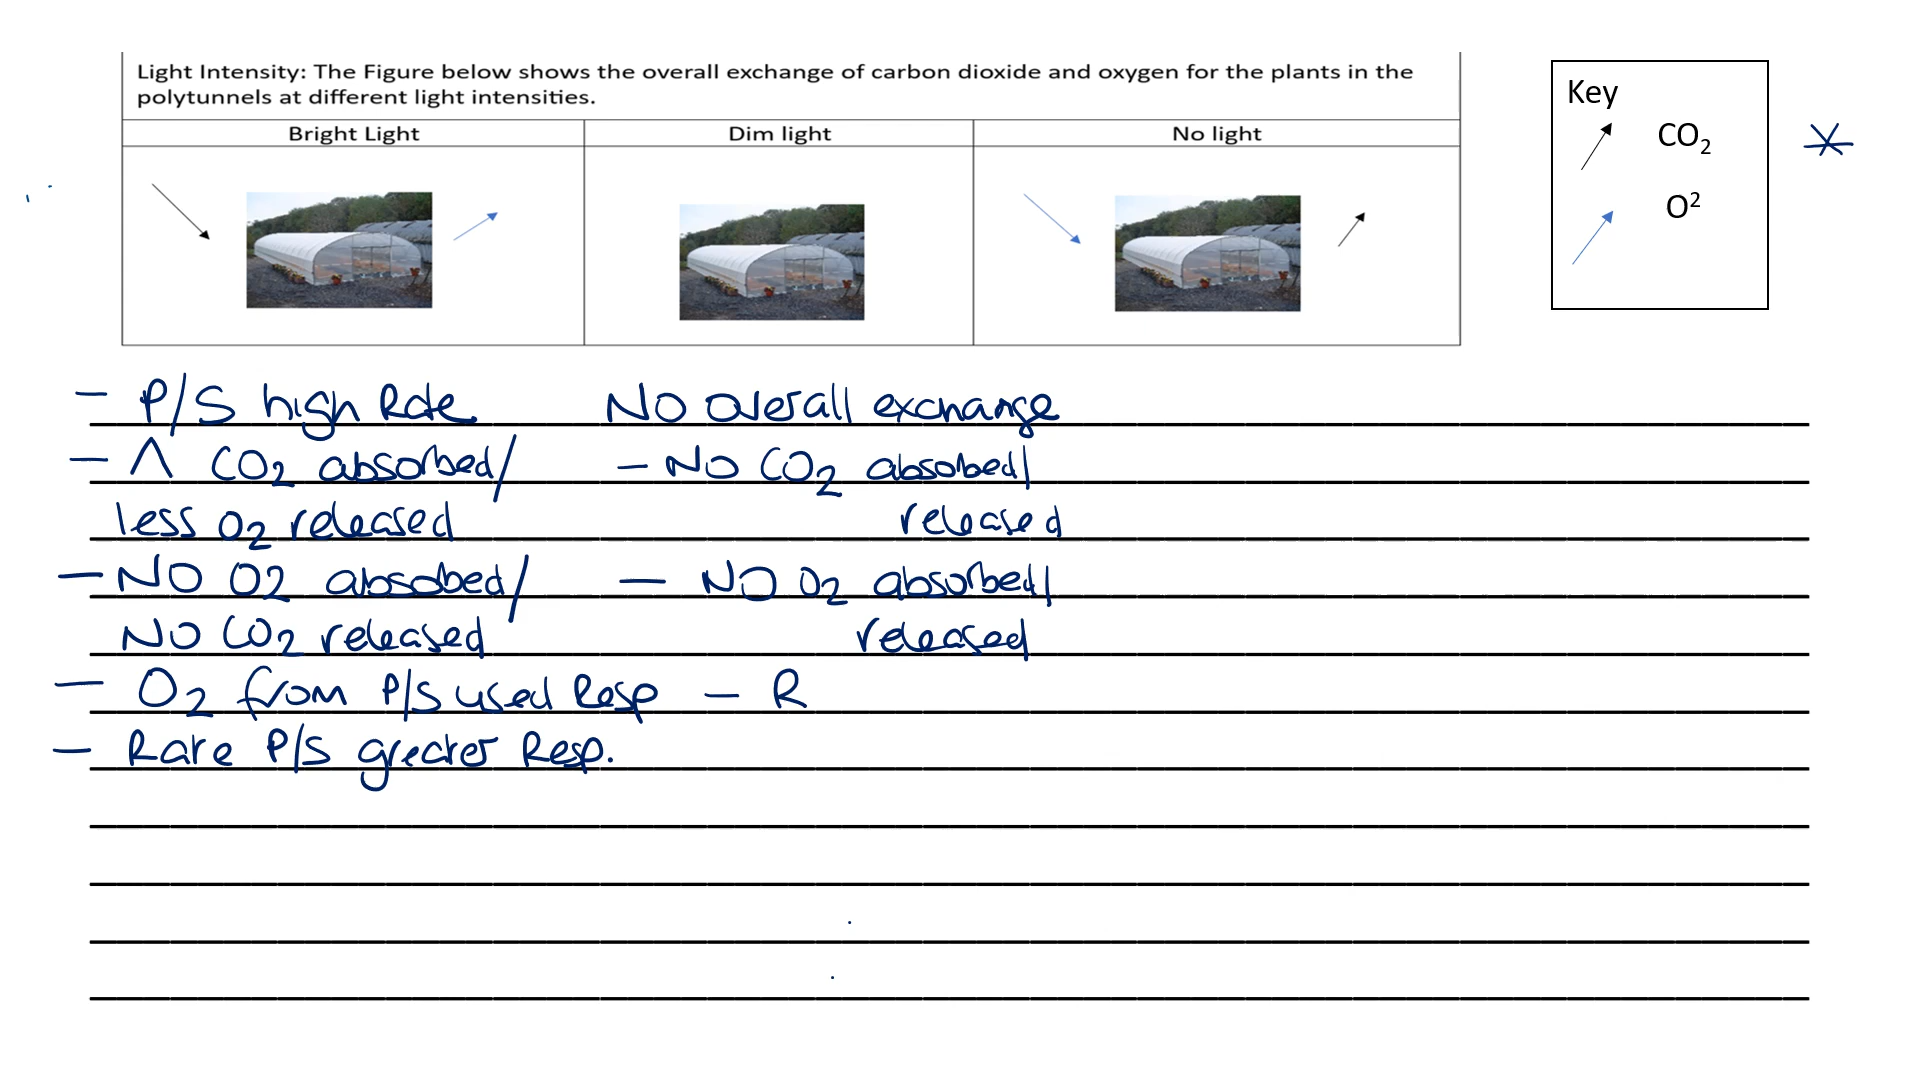 Light Intensity: The Figure below shows the overall exchange of carbon dioxide and oxygen for the plants in the
polytunnels at different light intensities.
Bright Light
Dim light
No light
Key
CO2
O²
- P/S high Rate
- Λ CO2 absorbed/
less O2 released
- NO O2 absobed/
NO CO2 released
- O2 from P/S used Resp
- Rate P/S greater Resp.
NO overall exchange
- NO CO2 absorbed/
released
- NO O2 absorbed/
released
- R